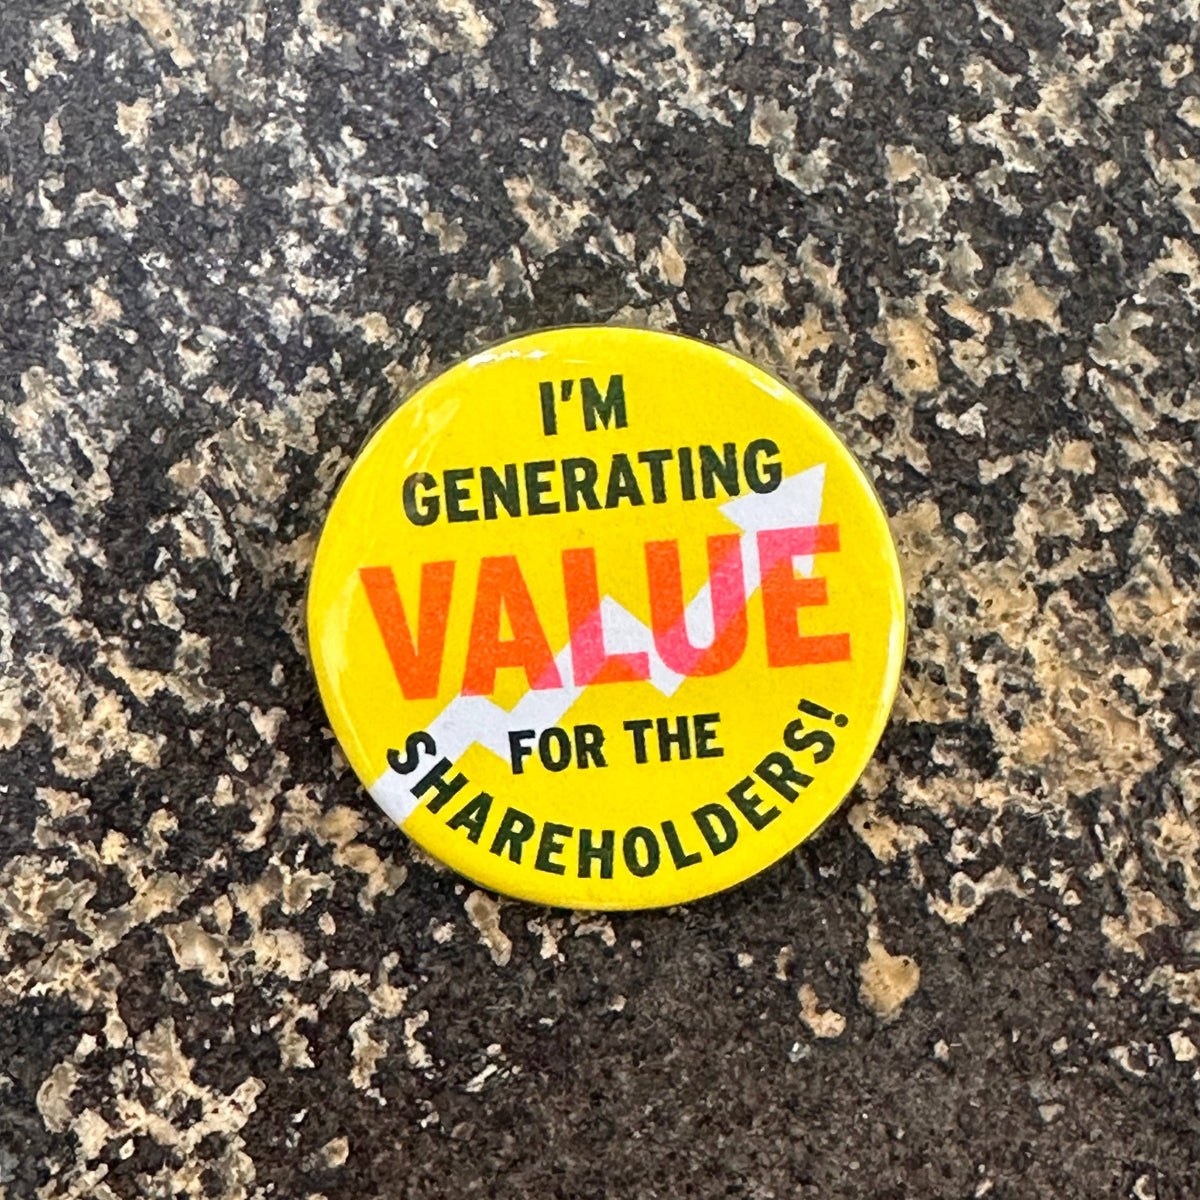 I'M
GENERATING
VALUE
FOR THE
SHAREHOLDERS!